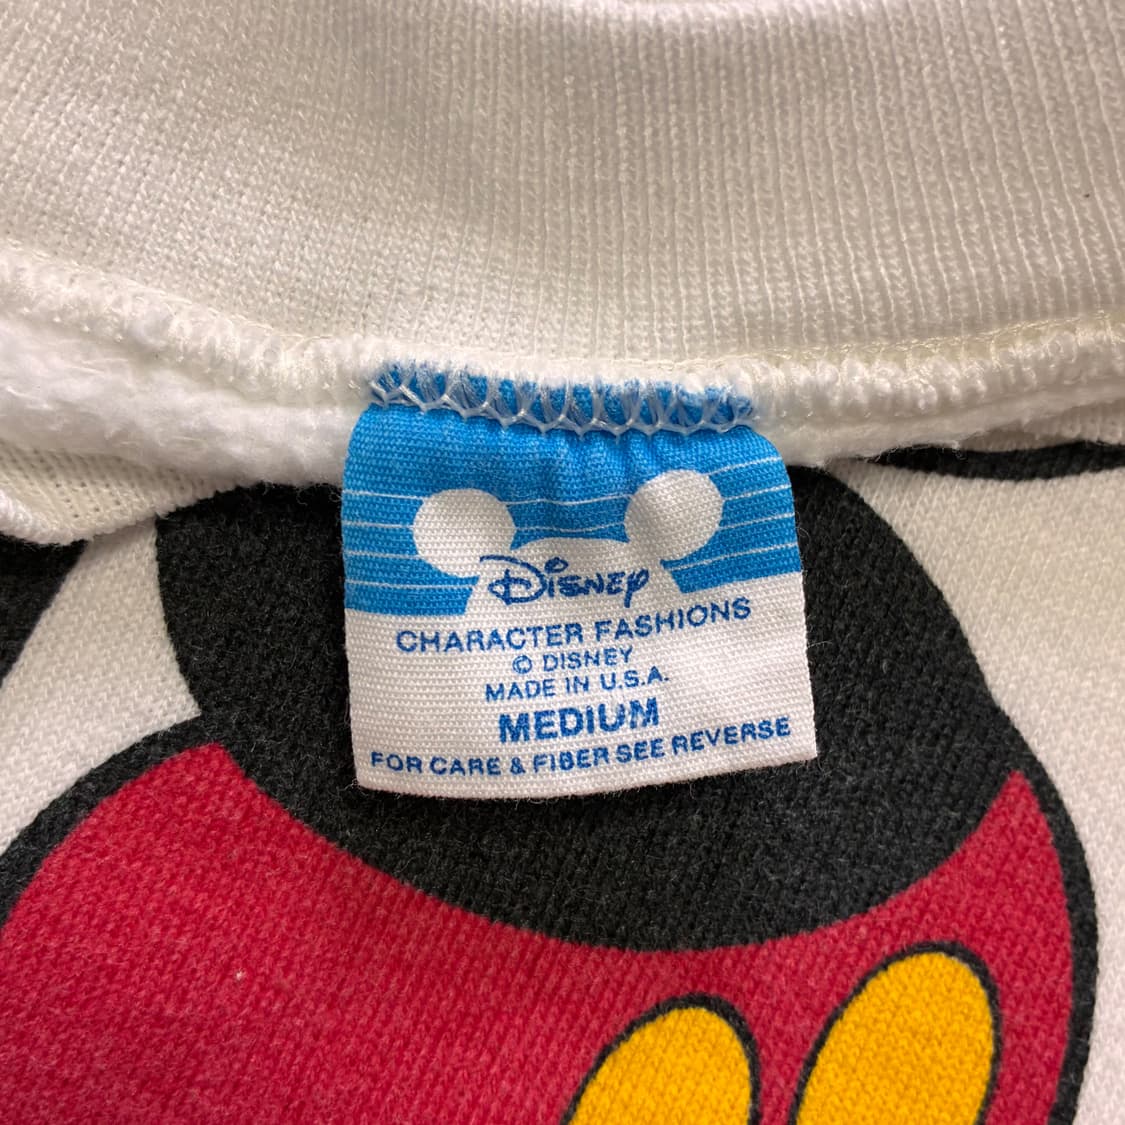 Disney
CHARACTER FASHIONS
© DISNEY
MADE IN U.S.A.
MEDIUM
FOR CARE & FIBER SEE REVERSE